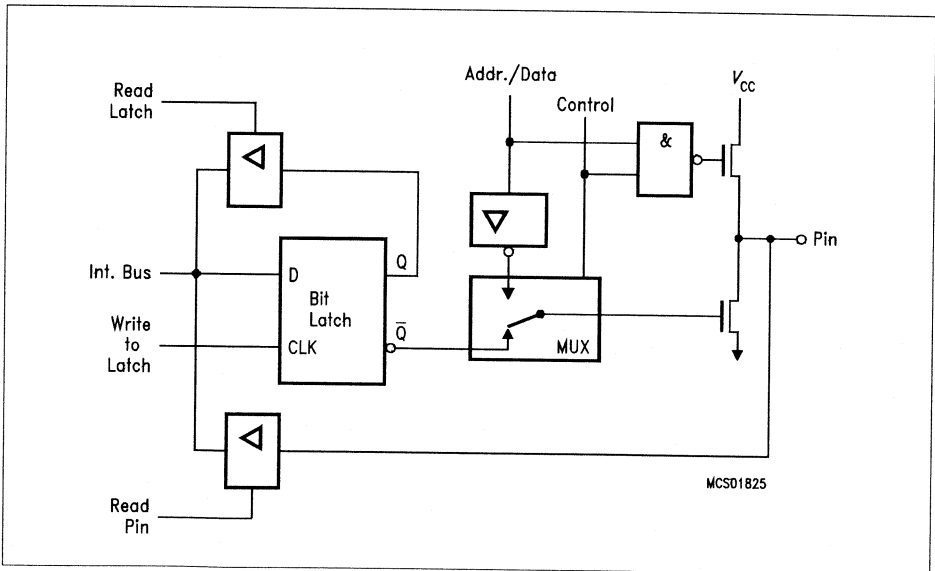 Addr./Data
V_CC
Read
Latch
Control
&
Pin
Int. Bus
D
Q
Bit
Latch
Write
to
Latch
CLK
Q̅
MUX
MCS01825
Read
Pin